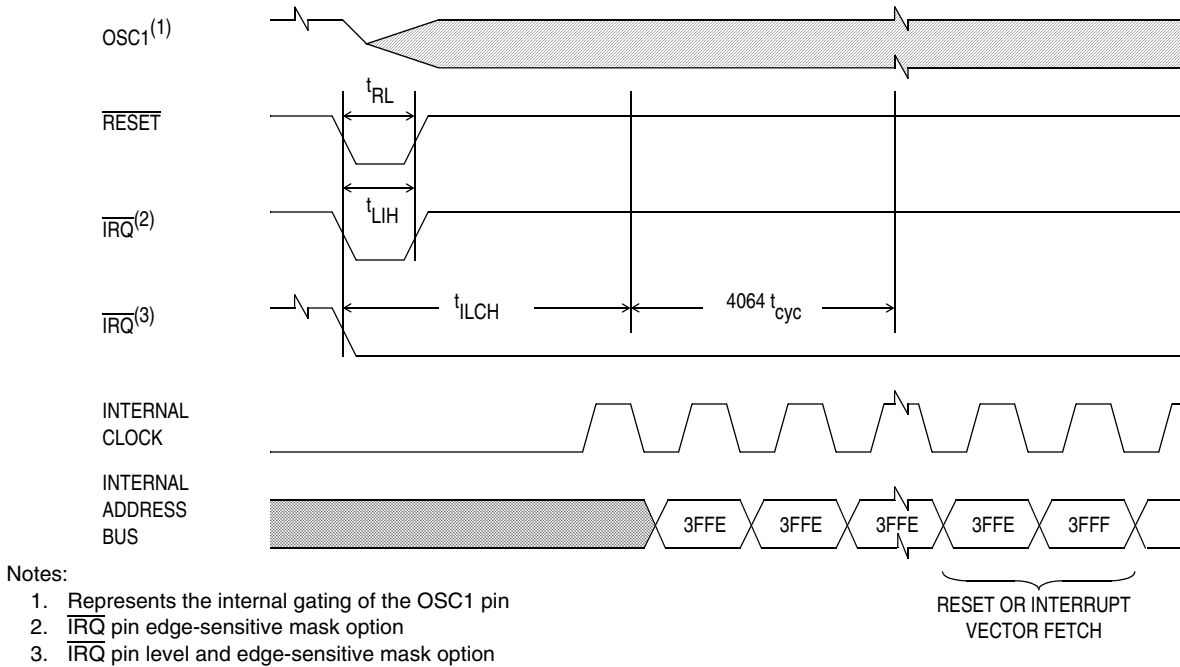 OSC1(1)
tRL
RESET
tLIH
IRQ(2)
tILCH
4064 tcyc
IRQ(3)
INTERNAL
CLOCK
INTERNAL
ADDRESS
BUS
3FFE 3FFE 3FFE 3FFE 3FFF
RESET OR INTERRUPT
VECTOR FETCH
Notes:
1. Represents the internal gating of the OSC1 pin
2. IRQ pin edge-sensitive mask option
3. IRQ pin level and edge-sensitive mask option